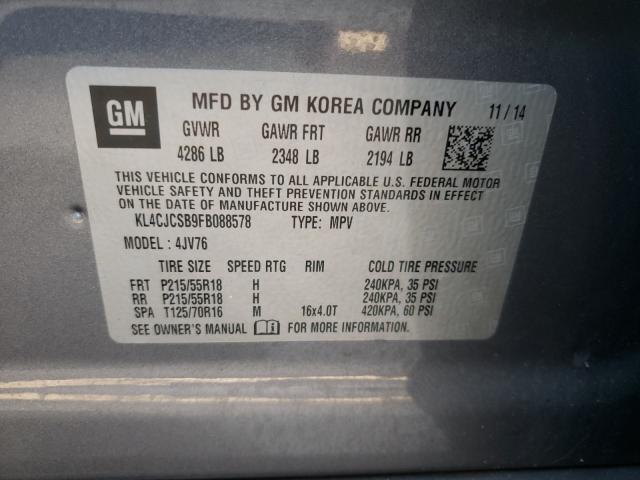 GM
MFD BY GM KOREA COMPANY 11/14
GVWR GAWR FRT GAWR RR
4286 LB 2348 LB 2194 LB
THIS VEHICLE CONFORMS TO ALL APPLICABLE U.S. FEDERAL MOTOR
VEHICLE SAFETY AND THEFT PREVENTION STANDARDS IN EFFECT
ON THE DATE OF MANUFACTURE SHOWN ABOVE.
KL4CJCSB9FB088578 TYPE: MPV
MODEL: 4JV76
TIRE SIZE SPEED RTG RIM COLD TIRE PRESSURE
FRT P215/55R18 H 240KPA, 35 PSI
RR P215/55R18 H 240KPA, 35 PSI
SPA T125/70R16 M 16x4.0T 420KPA, 60 PSI
SEE OWNER'S MANUAL FOR MORE INFORMATION.